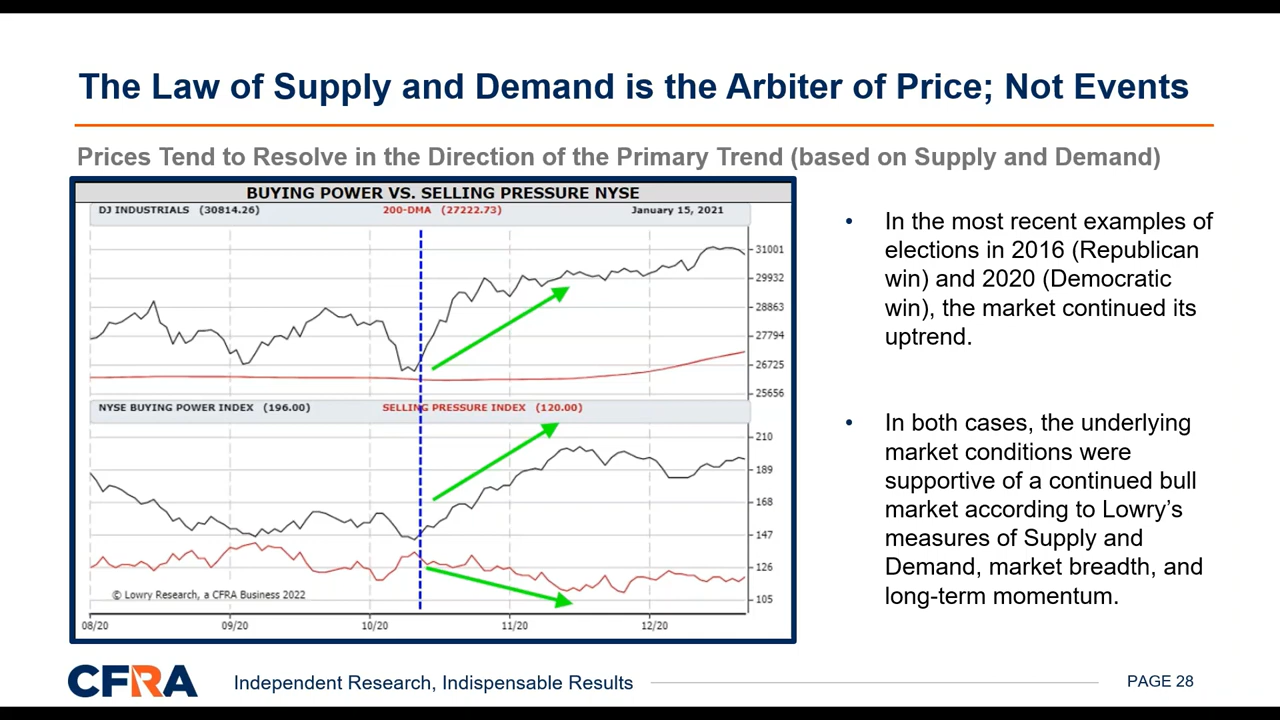 The Law of Supply and Demand is the Arbiter of Price; Not Events
Prices Tend to Resolve in the Direction of the Primary Trend (based on Supply and Demand)
BUYING POWER VS. SELLING PRESSURE NYSE
DJ INDUSTRIALS (30814.26) 200-DMA (27222.73) January 15, 2021
31001
29932
28863
27794
26725
25656
NYSE BUYING POWER INDEX (196.00) SELLING PRESSURE INDEX (120.00)
210
189
168
147
126
105
© Lowry Research, a CFRA Business 2022
08/20 09/20 10/20 11/20 12/20
• In the most recent examples of
elections in 2016 (Republican
win) and 2020 (Democratic
win), the market continued its
uptrend.
• In both cases, the underlying
market conditions were
supportive of a continued bull
market according to Lowry’s
measures of Supply and
Demand, market breadth, and
long-term momentum.
CFRA Independent Research, Indispensable Results PAGE 28